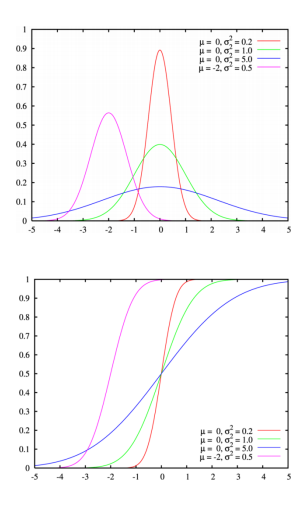 1
0.9
0.8
0.7
0.6
0.5
0.4
0.3
0.2
0.1
0
μ = 0, σ² = 0.2
μ = 0, σ² = 1.0
μ = 0, σ² = 5.0
μ = -2, σ² = 0.5
-5 -4 -3 -2 -1 0 1 2 3 4 5
1
0.9
0.8
0.7
0.6
0.5
0.4
0.3
0.2
0.1
0
μ = 0, σ² = 0.2
μ = 0, σ² = 1.0
μ = 0, σ² = 5.0
μ = -2, σ² = 0.5
-5 -4 -3 -2 -1 0 1 2 3 4 5